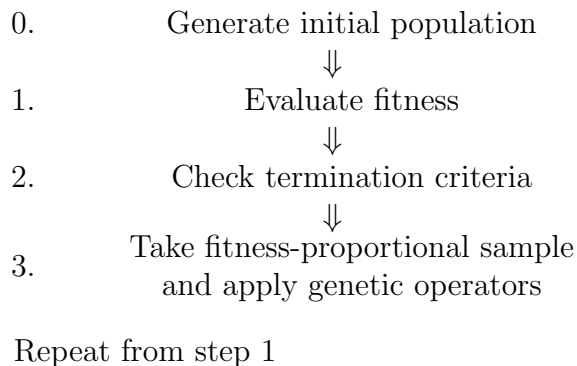 0. Generate initial population
⇓
1. Evaluate fitness
⇓
2. Check termination criteria
⇓
3. Take fitness-proportional sample
and apply genetic operators
Repeat from step 1